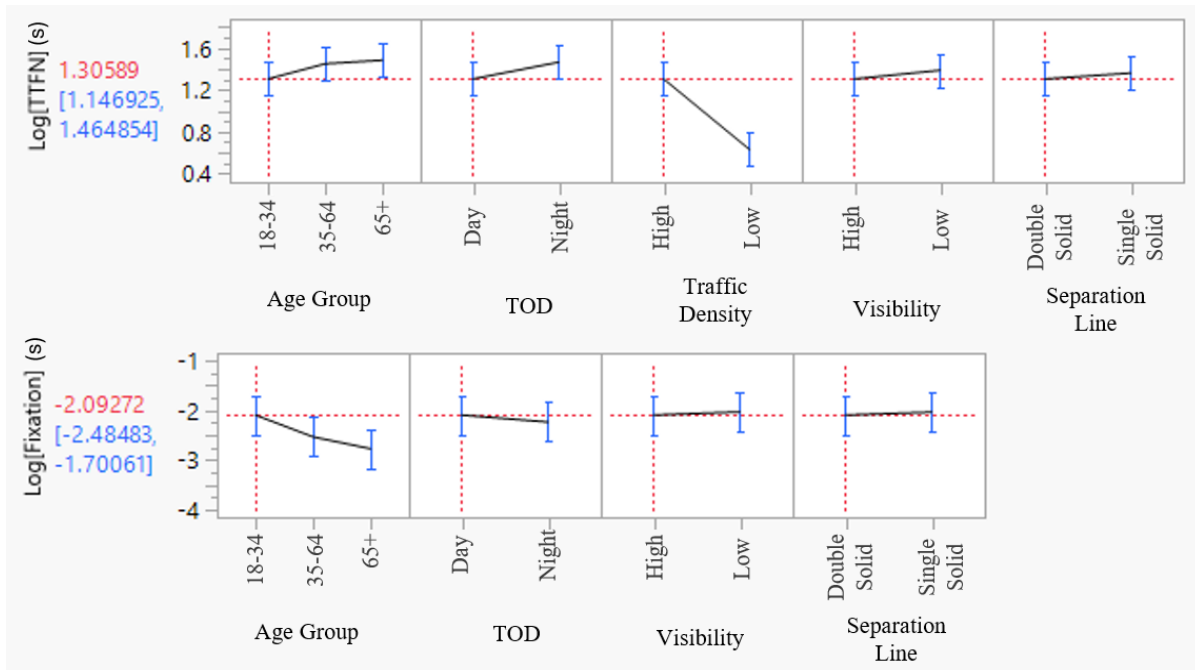 Log[TTFN] (s)
1.30589
[1.146925,
1.464854]
1.6
1.2
0.8
0.4
18-34
35-64
65+
Day
Night
High
Low
High
Low
Double
Solid
Single
Solid
Age Group
TOD
Traffic
Density
Visibility
Separation
Line
Log[Fixation] (s)
-2.09272
[-2.48483,
-1.70061]
-1
-2
-3
-4
18-34
35-64
65+
Day
Night
High
Low
Double
Solid
Single
Solid
Age Group
TOD
Visibility
Separation
Line